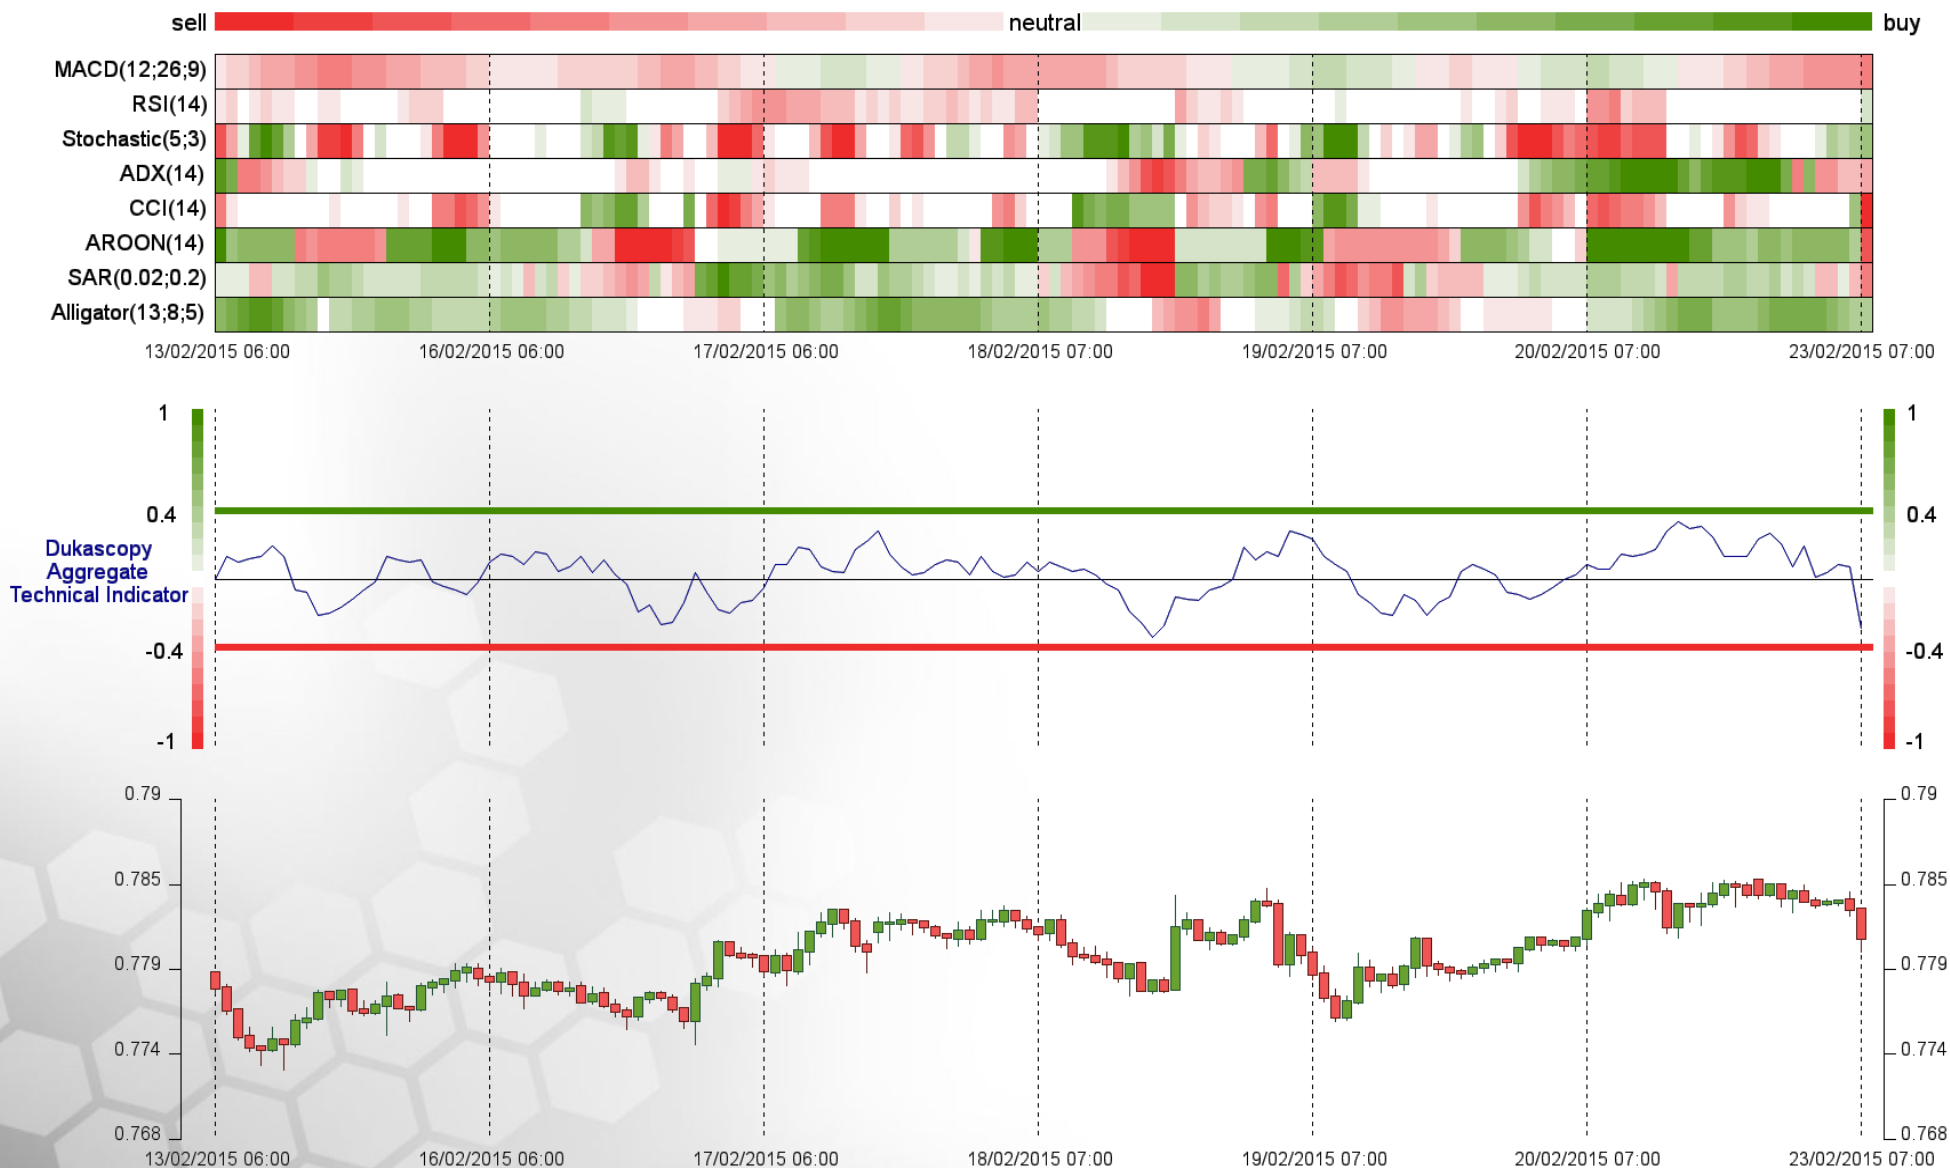 sell neutral buy
MACD(12;26;9)
RSI(14)
Stochastic(5;3)
ADX(14)
CCI(14)
AROON(14)
SAR(0.02;0.2)
Alligator(13;8;5)
13/02/2015 06:00 16/02/2015 06:00 17/02/2015 06:00 18/02/2015 07:00 19/02/2015 07:00 20/02/2015 07:00 23/02/2015 07:00
1 1
0.4 0.4
Dukascopy
Aggregate
Technical Indicator
-0.4 -0.4
-1 -1
0.79 0.79
0.785 0.785
0.779 0.779
0.774 0.774
0.768 0.768
13/02/2015 06:00 16/02/2015 06:00 17/02/2015 06:00 18/02/2015 07:00 19/02/2015 07:00 20/02/2015 07:00 23/02/2015 07:00